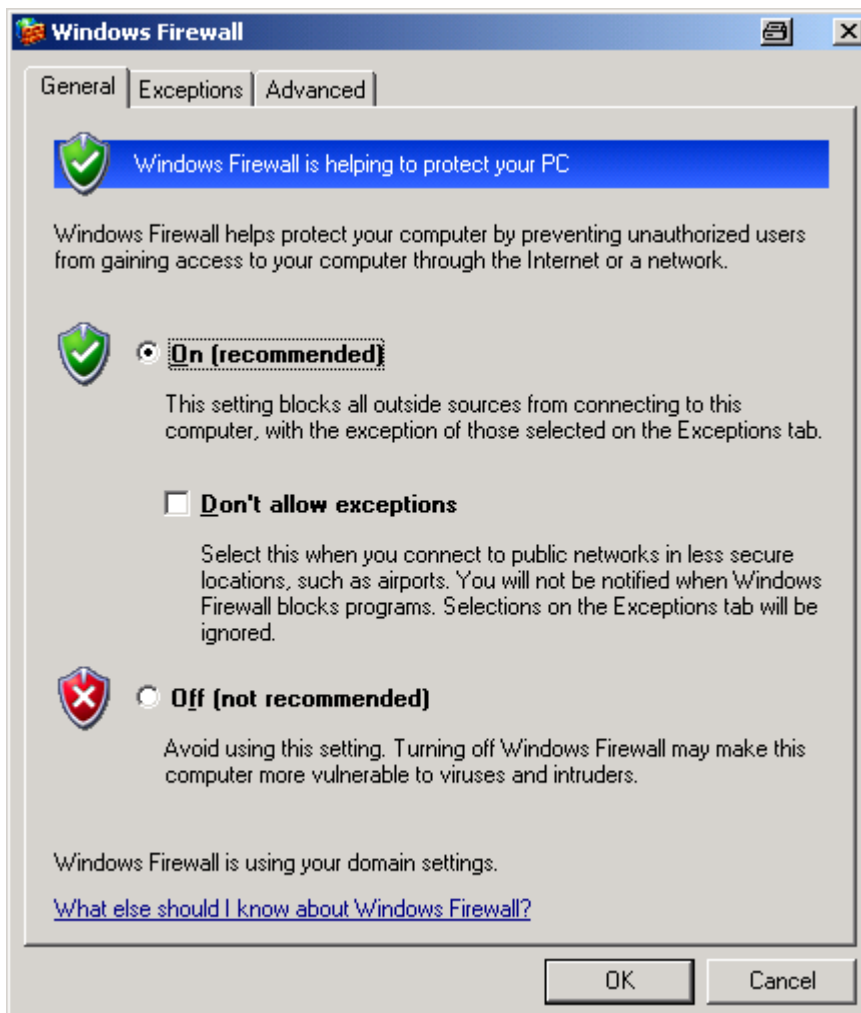 Windows Firewall
General
Exceptions
Advanced
Windows Firewall is helping to protect your PC
Windows Firewall helps protect your computer by preventing unauthorized users
from gaining access to your computer through the Internet or a network.
On (recommended)
This setting blocks all outside sources from connecting to this
computer, with the exception of those selected on the Exceptions tab.
Don't allow exceptions
Select this when you connect to public networks in less secure
locations, such as airports. You will not be notified when Windows
Firewall blocks programs. Selections on the Exceptions tab will be
ignored.
Off (not recommended)
Avoid using this setting. Turning off Windows Firewall may make this
computer more vulnerable to viruses and intruders.
Windows Firewall is using your domain settings.
What else should I know about Windows Firewall?
OK
Cancel